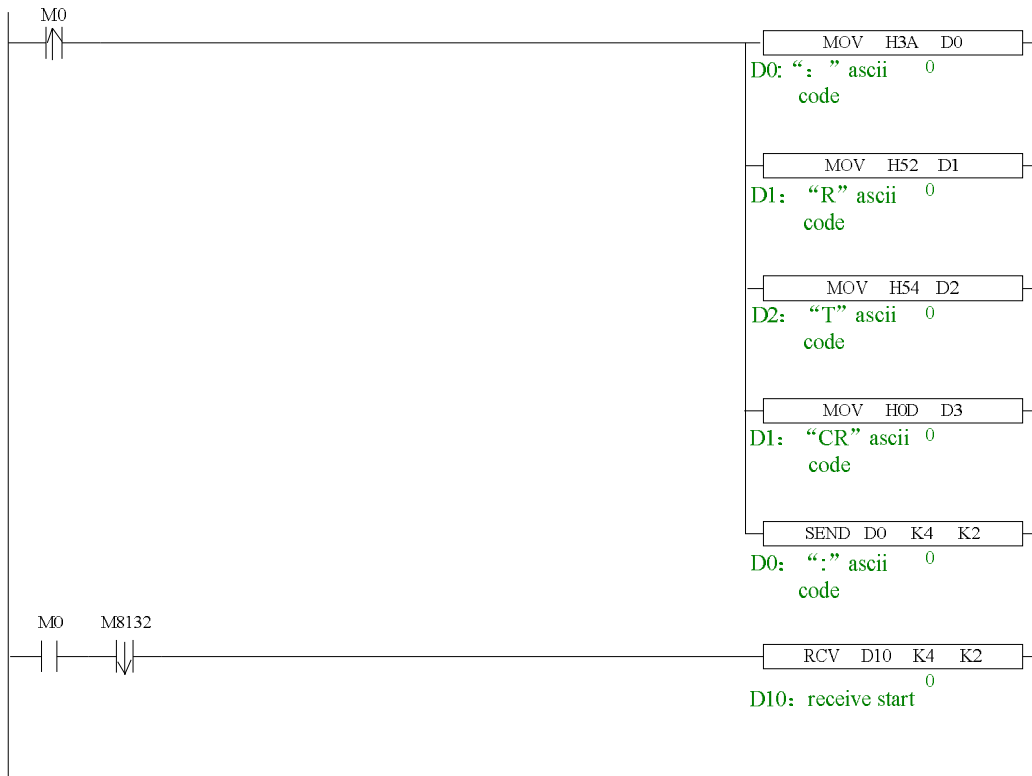 M0
MOV H3A D0
D0: “：” ascii 0
code
MOV H52 D1
D1： “R” ascii 0
code
MOV H54 D2
D2： “T” ascii 0
code
MOV H0D D3
D1： “CR” ascii 0
code
SEND D0 K4 K2
D0： “:” ascii 0
code
M0 M8132
RCV D10 K4 K2
0
D10：receive start